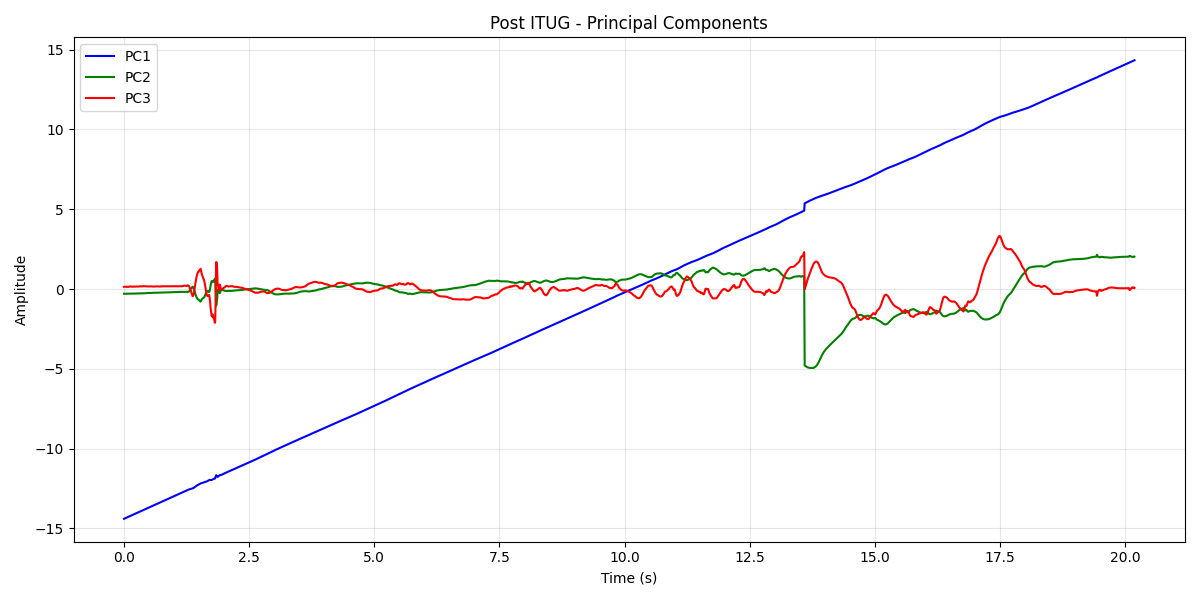 Post ITUG - Principal Components
PC1
PC2
PC3
Amplitude
15
10
5
0
−5
−10
−15
0.0 2.5 5.0 7.5 10.0 12.5 15.0 17.5 20.0
Time (s)